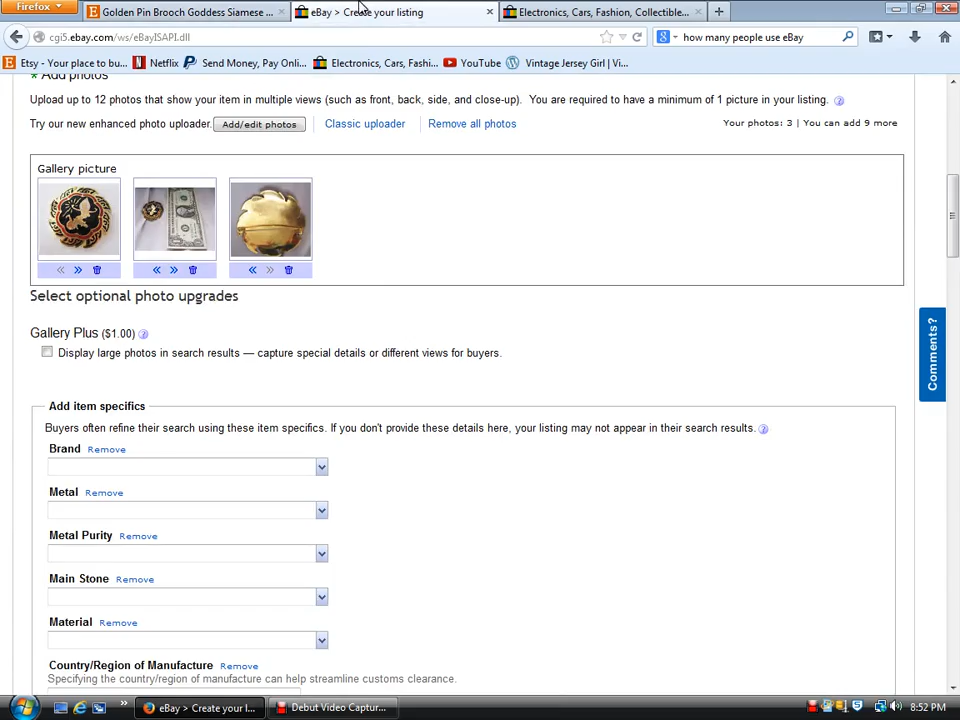 Firefox
Golden Pin Brooch Goddess Siamese ...
eBay > Create your listing
Electronics, Cars, Fashion, Collectible...
cgi5.ebay.com/ws/eBayISAPI.dll
how many people use eBay
Etsy - Your place to bu...
Netflix
Send Money, Pay Onli...
Electronics, Cars, Fashi...
YouTube
Vintage Jersey Girl | Vi...
* Add photos
Upload up to 12 photos that show your item in multiple views (such as front, back, side, and close-up). You are required to have a minimum of 1 picture in your listing.
Try our new enhanced photo uploader. Add/edit photos Classic uploader Remove all photos Your photos: 3 | You can add 9 more
Gallery picture
Select optional photo upgrades
Gallery Plus ($1.00)
Display large photos in search results — capture special details or different views for buyers.
Comments?
Add item specifics
Buyers often refine their search using these item specifics. If you don't provide these details here, your listing may not appear in their search results.
Brand Remove
Metal Remove
Metal Purity Remove
Main Stone Remove
Material Remove
Country/Region of Manufacture Remove
Specifying the country/region of manufacture can help streamline customs clearance.
eBay > Create your l...
Debut Video Captur...
8:52 PM